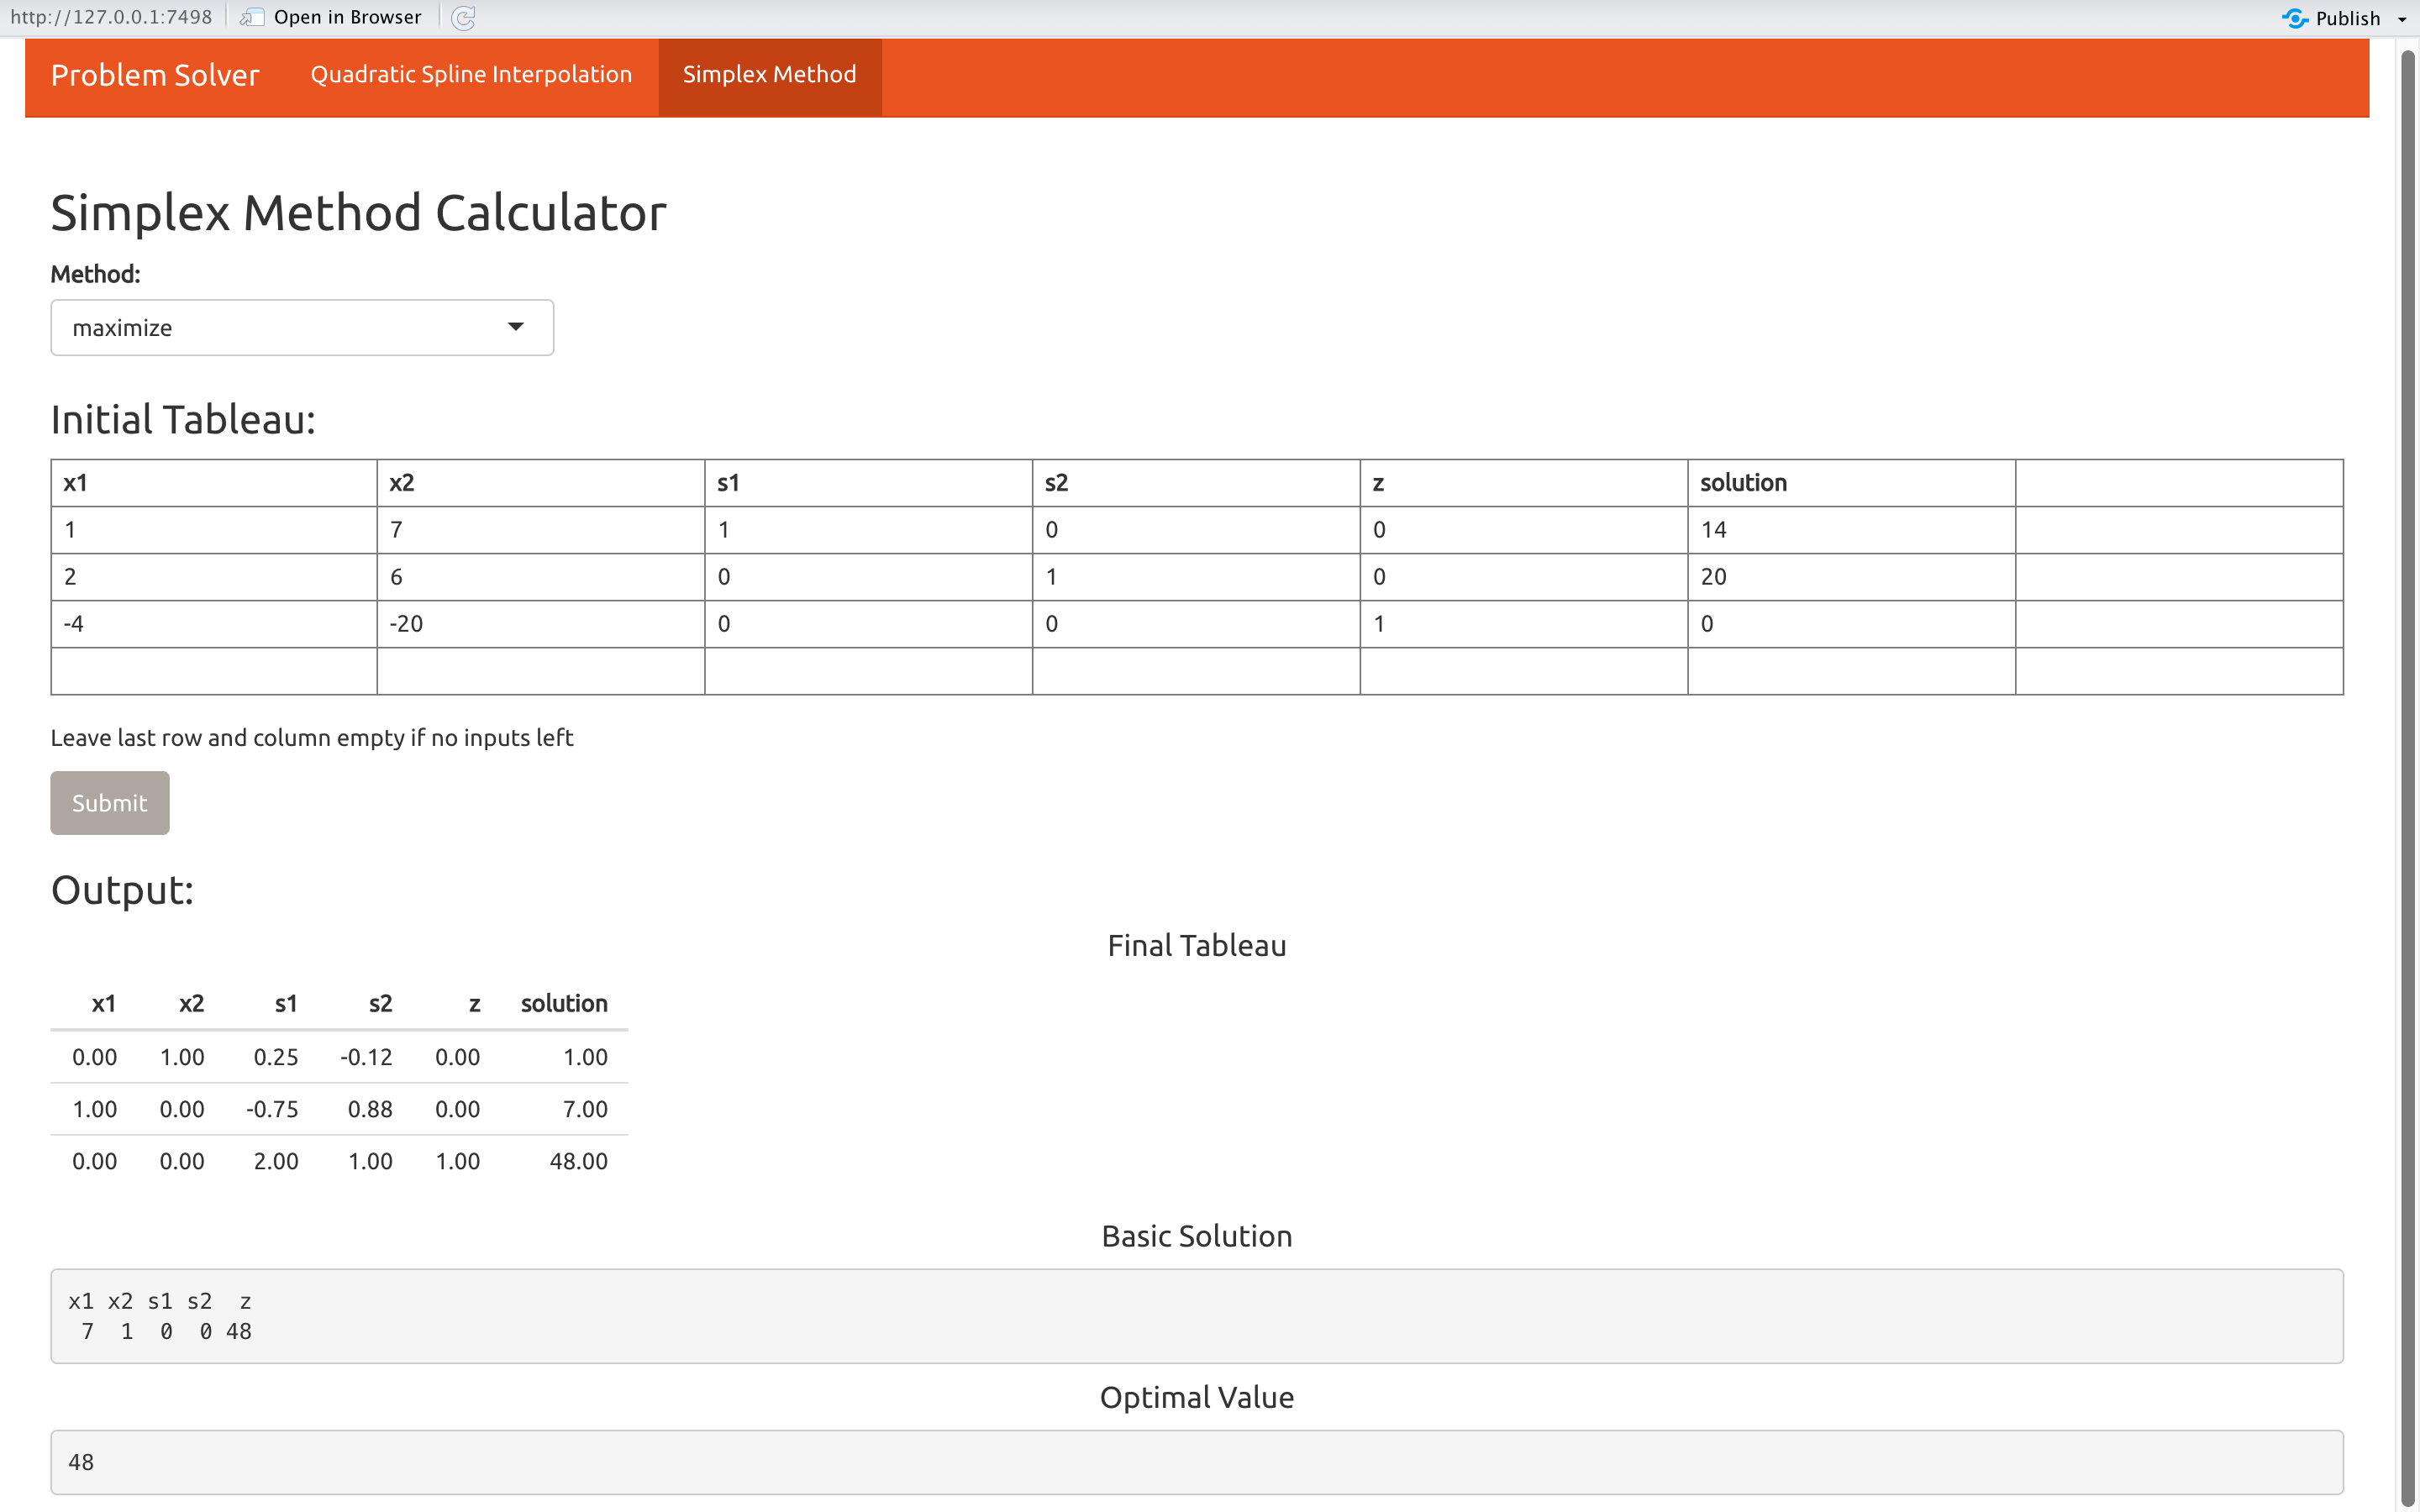 http://127.0.0.1:7498 Open in Browser Publish
Problem Solver Quadratic Spline Interpolation Simplex Method
Simplex Method Calculator
Method:
maximize
Initial Tableau:
x1 x2 s1 s2 z solution
1 7 1 0 0 14
2 6 0 1 0 20
-4 -20 0 0 1 0
Leave last row and column empty if no inputs left
Submit
Output:
Final Tableau
x1 x2 s1 s2 z solution
0.00 1.00 0.25 -0.12 0.00 1.00
1.00 0.00 -0.75 0.88 0.00 7.00
0.00 0.00 2.00 1.00 1.00 48.00
Basic Solution
x1 x2 s1 s2 z
7 1 0 0 48
Optimal Value
48